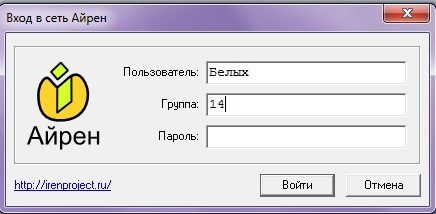 Вход в сеть Айрен
Пользователь: Белых
Группа: 14
Пароль:
Айрен
http://irenproject.ru/
Войти
Отмена